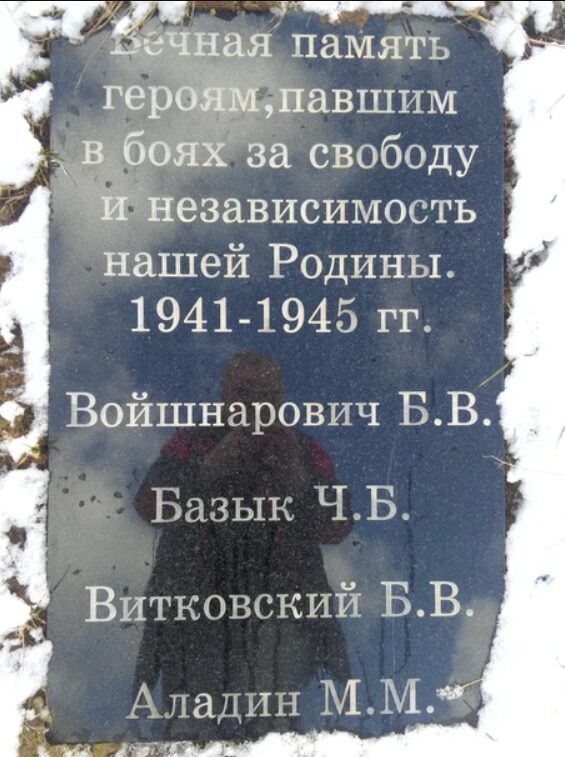 Вечная память
героям,павшим
в боях за свободу
и независимость
нашей Родины.
1941-1945 гг.
Войшнарович Б.В.
Базык Ч.Б.
Витковский Б.В.
Аладин М.М.